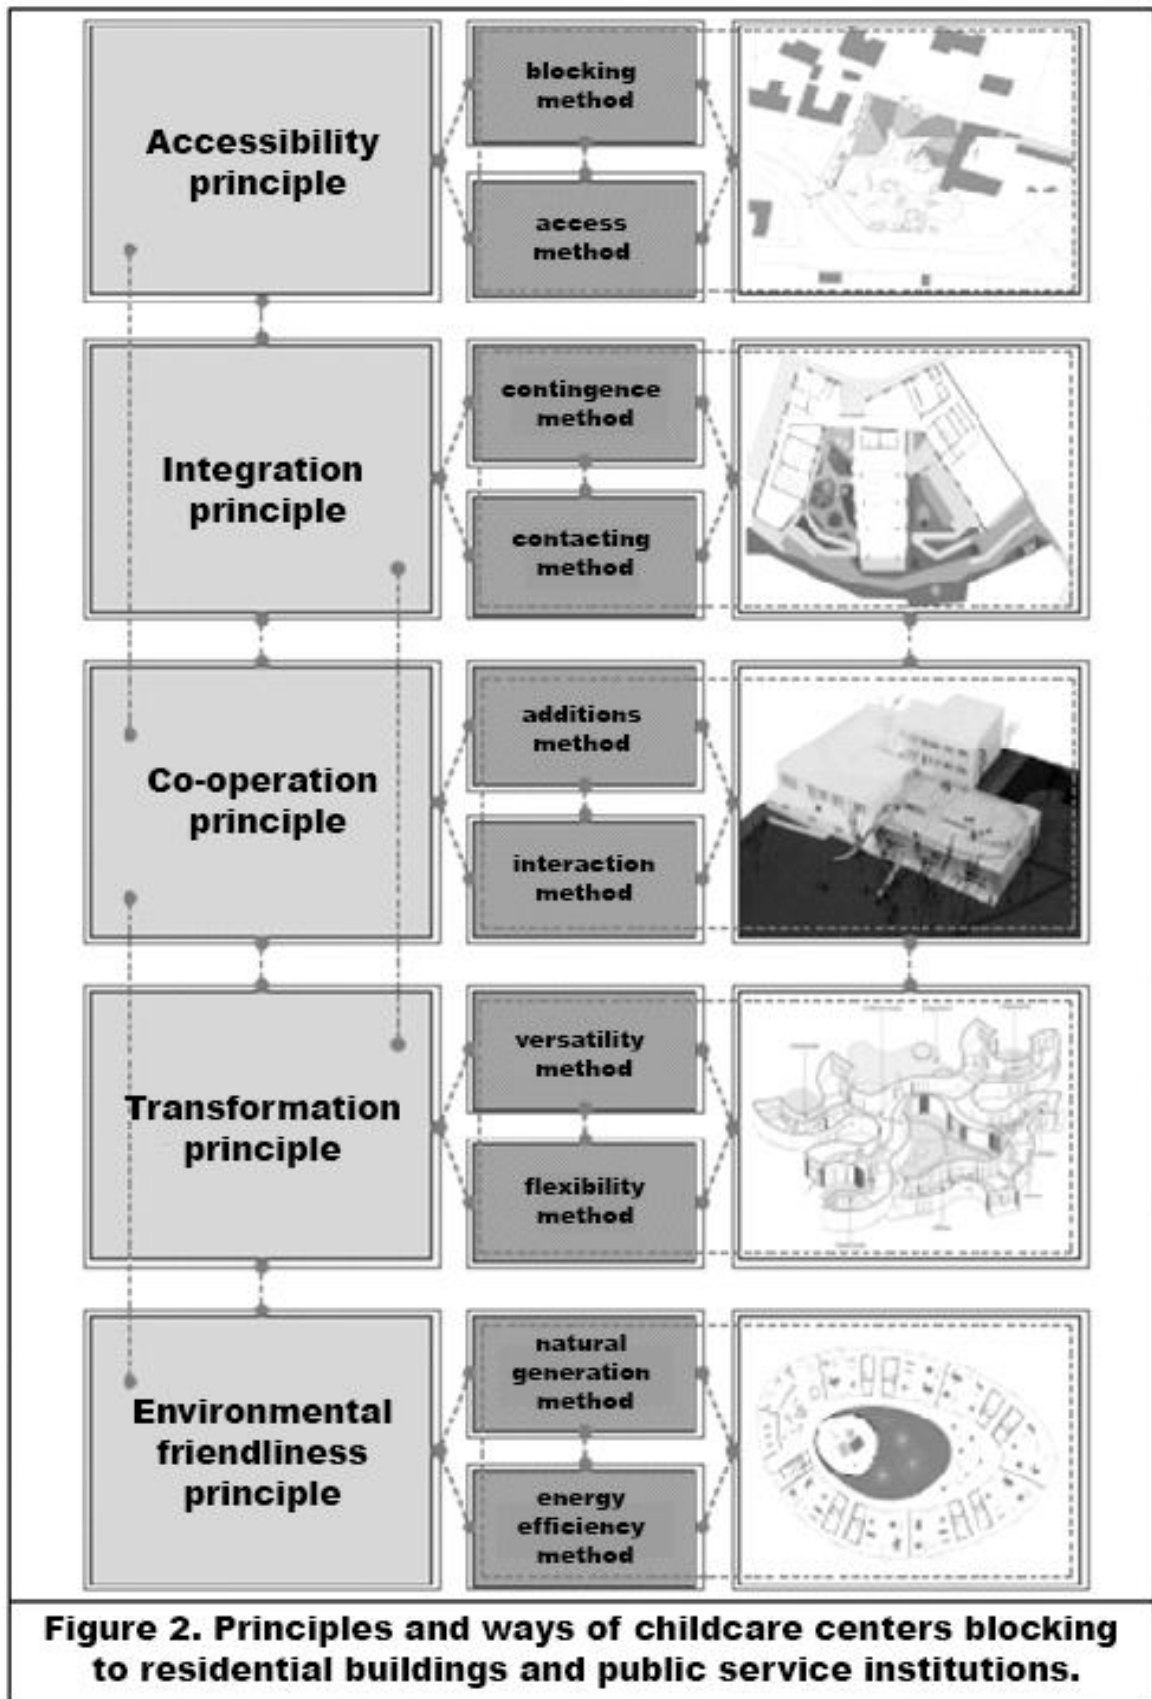 Accessibility
principle
blocking
method
access
method
Integration
principle
contingence
method
contacting
method
Co-operation
principle
additions
method
interaction
method
Transformation
principle
versatility
method
flexibility
method
Environmental
friendliness
principle
natural
generation
method
energy
efficiency
method
Figure 2. Principles and ways of childcare centers blocking
to residential buildings and public service institutions.